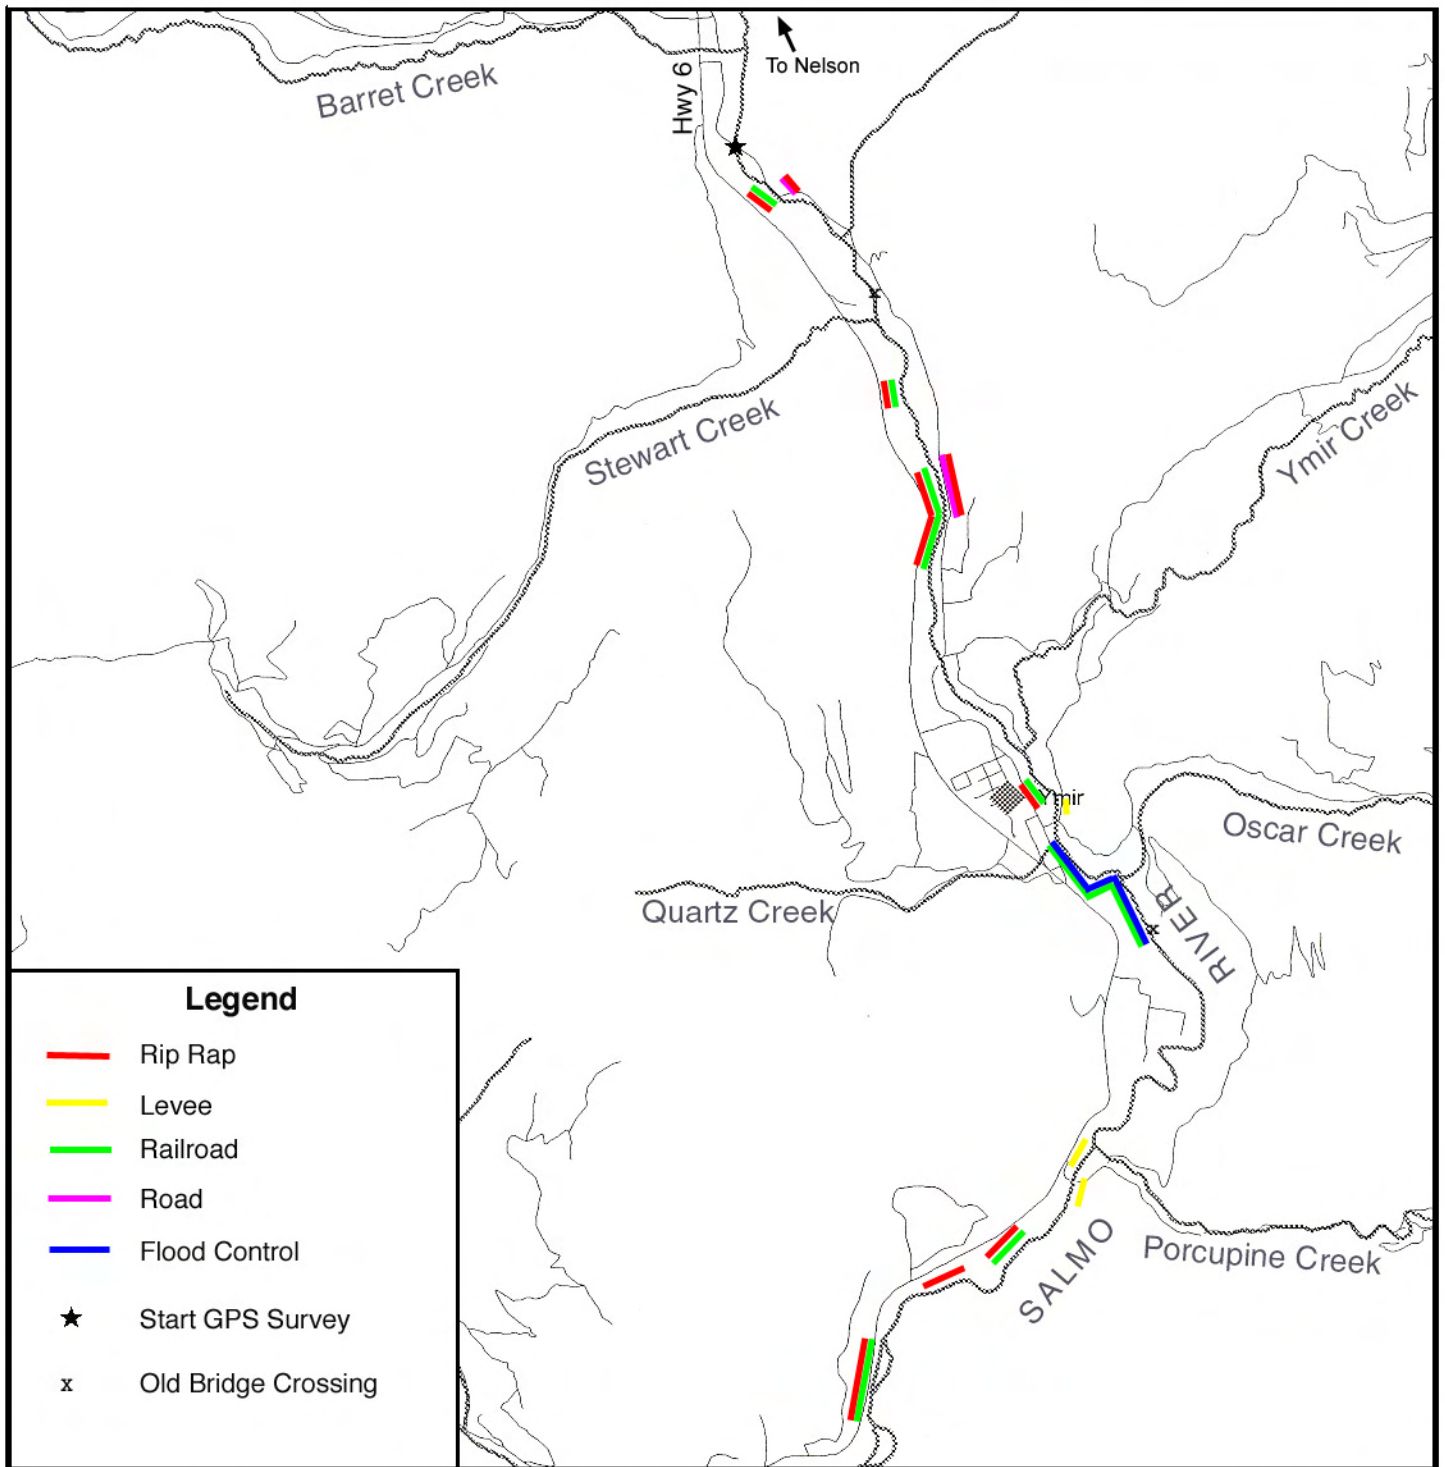 To Nelson
Hwy 6
Barret Creek
Stewart Creek
Ymir Creek
Ymir
Oscar Creek
Quartz Creek
RIVER
SALMO
Porcupine Creek
Legend
Rip Rap
Levee
Railroad
Road
Flood Control
Start GPS Survey
x Old Bridge Crossing